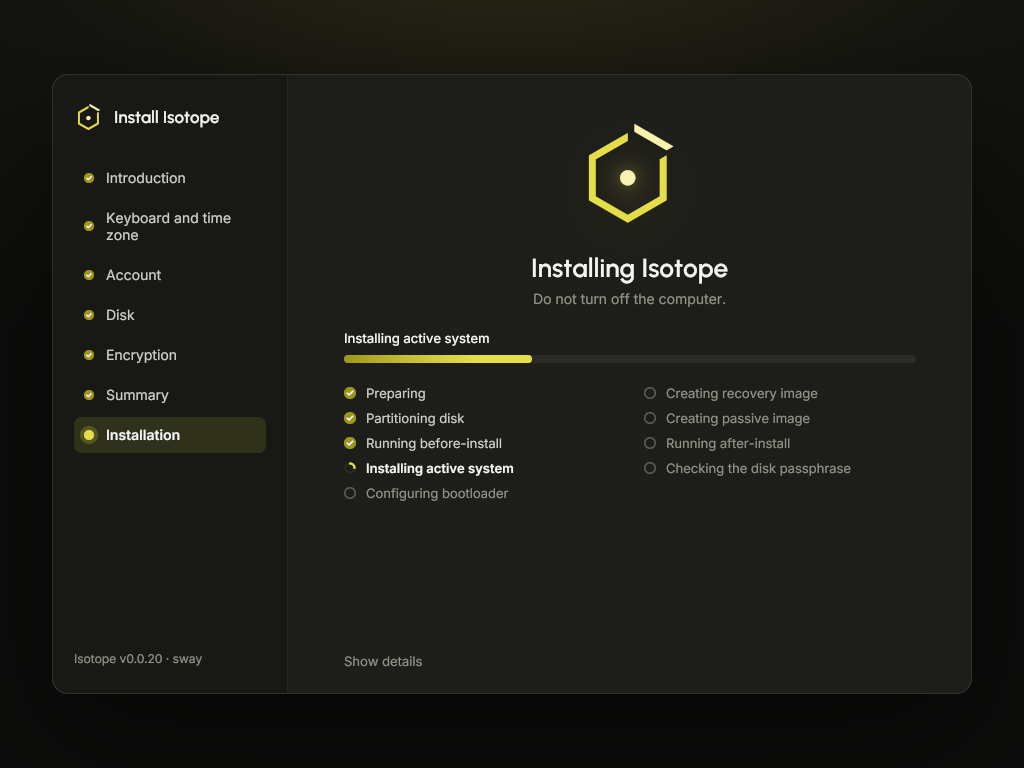 Install Isotope
Introduction
Keyboard and time
zone
Account
Disk
Encryption
Summary
Installation
Isotope v0.0.20 · sway
Installing Isotope
Do not turn off the computer.
Installing active system
Preparing
Partitioning disk
Running before-install
Installing active system
Configuring bootloader
Creating recovery image
Creating passive image
Running after-install
Checking the disk passphrase
Show details